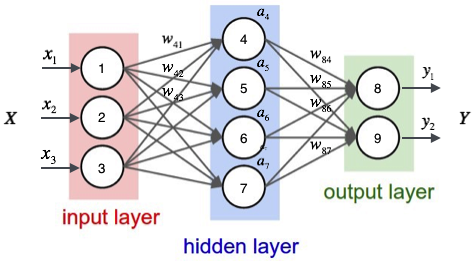 a₄
w₄₁
4
x₁
1
w₄₂
a₅
w₈₄
w₈₅
y₁
w₄₃
5
8
x₂
w₈₆
X
2
a₆
y₂
Y
6
9
x₃
w₈₇
3
a₇
7
output layer
input layer
hidden layer